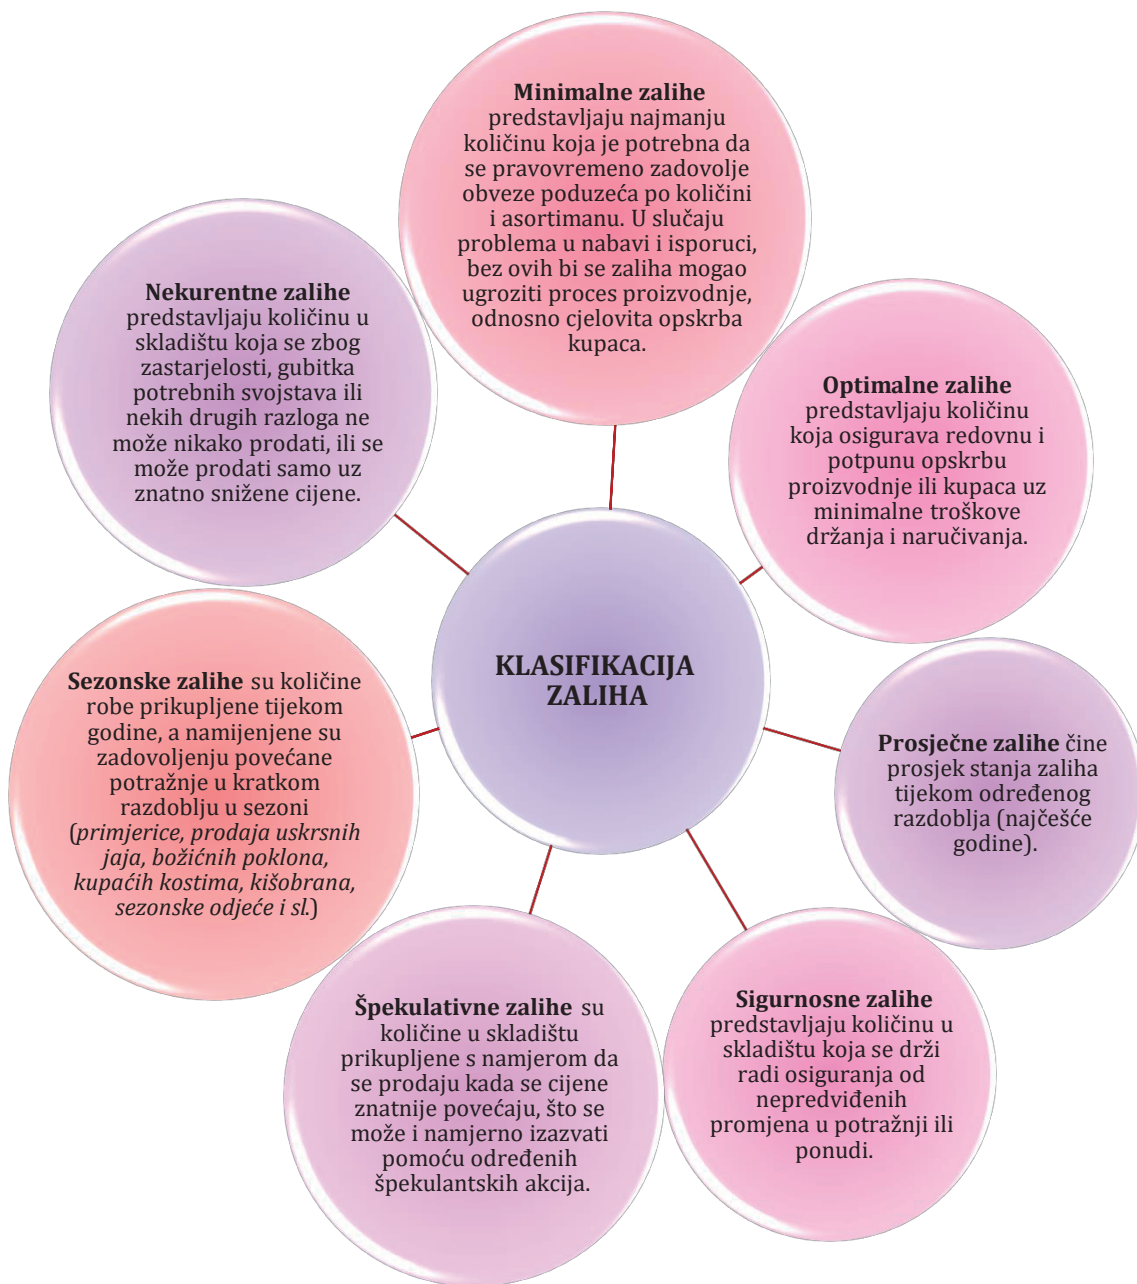 Minimalne zalihe
predstavljaju najmanju
količinu koja je potrebna da
se pravovremeno zadovolje
obveze poduzeća po količini
i asortimanu. U slučaju
problema u nabavi i isporuci,
bez ovih bi se zaliha mogao
ugroziti proces proizvodnje,
odnosno cjelovita opskrba
kupaca.
Optimalne zalihe
predstavljaju količinu
koja osigurava redovnu i
potpunu opskrbu
proizvodnje ili kupaca uz
minimalne troškove
držanja i naručivanja.
Prosječne zalihe čine
prosjek stanja zaliha
tijekom određenog
razdoblja (najčešće
godine).
Sigurnosne zalihe
predstavljaju količinu u
skladištu koja se drži
radi osiguranja od
nepredviđenih
promjena u potražnji ili
ponudi.
Špekulativne zalihe su
količine u skladištu
prikupljene s namjerom da
se prodaju kada se cijene
znatnije povećaju, što se
može i namjerno izazvati
pomoću određenih
špekulantskih akcija.
Sezonske zalihe su količine
robe prikupljene tijekom
godine, a namijenjene su
zadovoljenju povećane
potražnje u kratkom
razdoblju u sezoni
(primjerice, prodaja uskrsnih
jaja, božićnih poklona,
kupaćih kostima, kišobrana,
sezonske odjeće i sl.)
Nekurentne zalihe
predstavljaju količinu u
skladištu koja se zbog
zastarjelosti, gubitka
potrebnih svojstava ili
nekih drugih razloga ne
može nikako prodati, ili se
može prodati samo uz
znatno snižene cijene.
KLASIFIKACIJA
ZALIHA